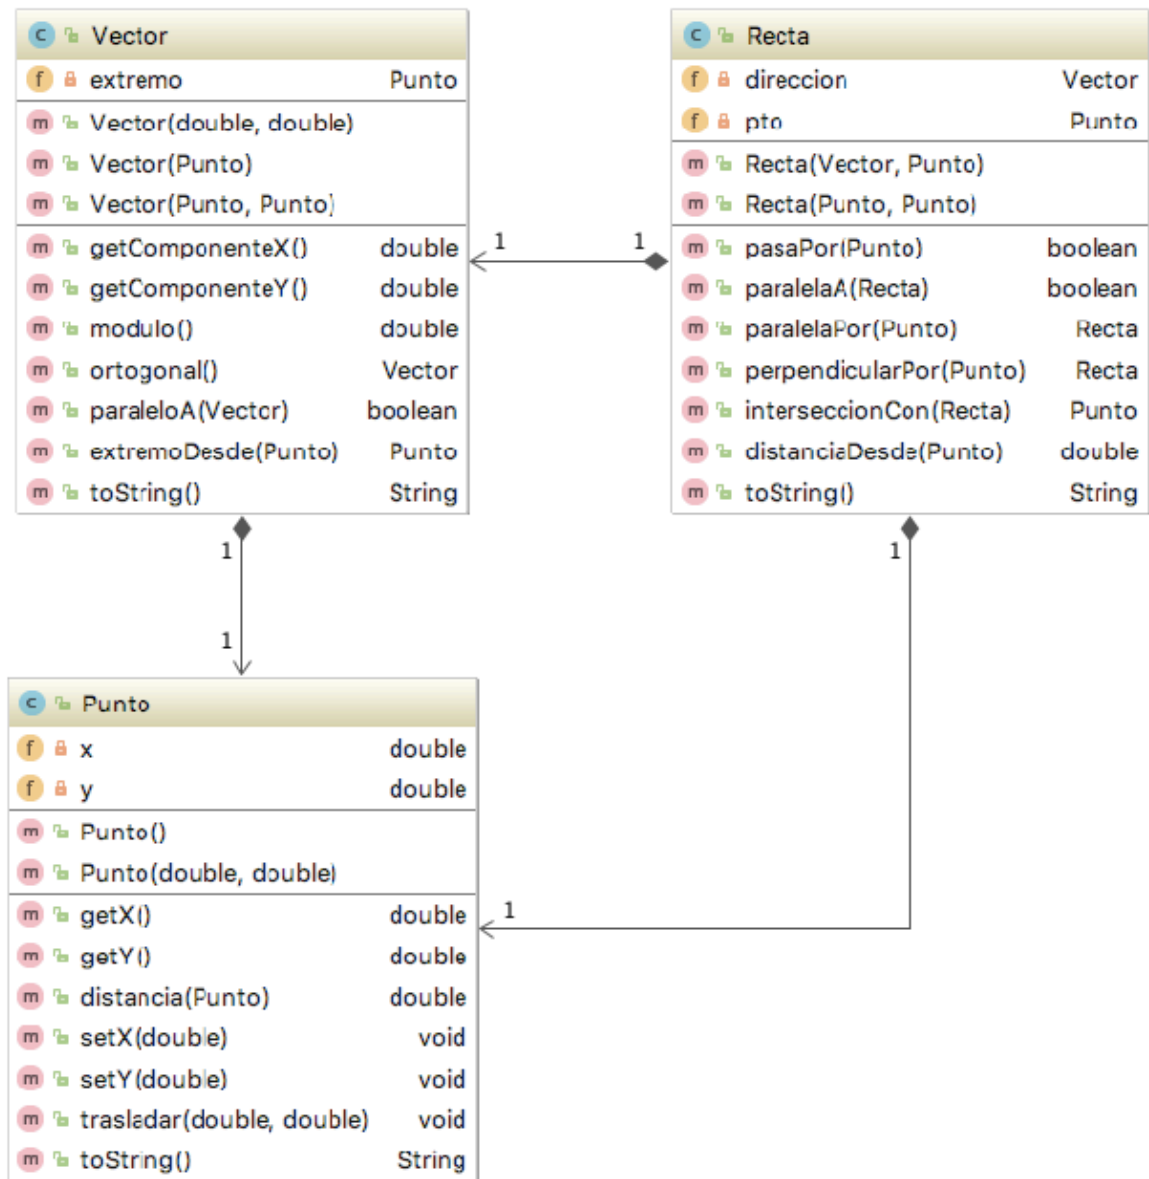 C Vector
f extremo Punto
m Vector(double, double)
m Vector(Punto)
m Vector(Punto, Punto)
m getComponenteX() double
m getComponenteY() double
m modulo() double
m ortogonal() Vector
m paraleloA(Vector) boolean
m extremoDesde(Punto) Punto
m toString() String
C Recta
f direccion Vector
f pto Punto
m Recta(Vector, Punto)
m Recta(Punto, Punto)
m pasaPor(Punto) boolean
m paralelaA(Recta) boolean
m paralelaPor(Punto) Recta
m perpendicularPor(Punto) Recta
m interseccionCon(Recta) Punto
m distanciaDesde(Punto) double
m toString() String
1 1
1
1
1
1
C Punto
f x double
f y double
m Punto()
m Punto(double, double)
m getX() double
m getY() double
m distancia(Punto) double
m setX(double) void
m setY(double) void
m trasladar(double, double) void
m toString() String